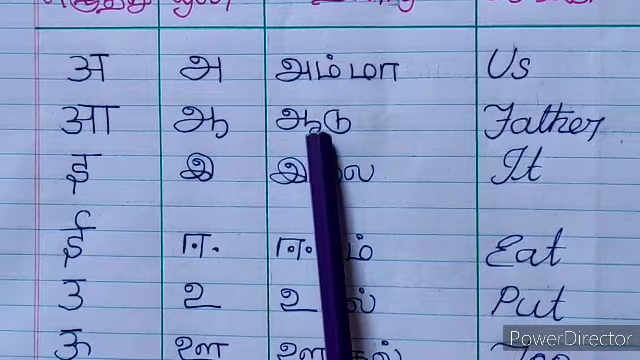 அ அ அம்மா Us
आ ஆ ஆடு Father
इ இ It
ई ஈ. Eat
उ உ Put
ऊ ஊ
PowerDirector